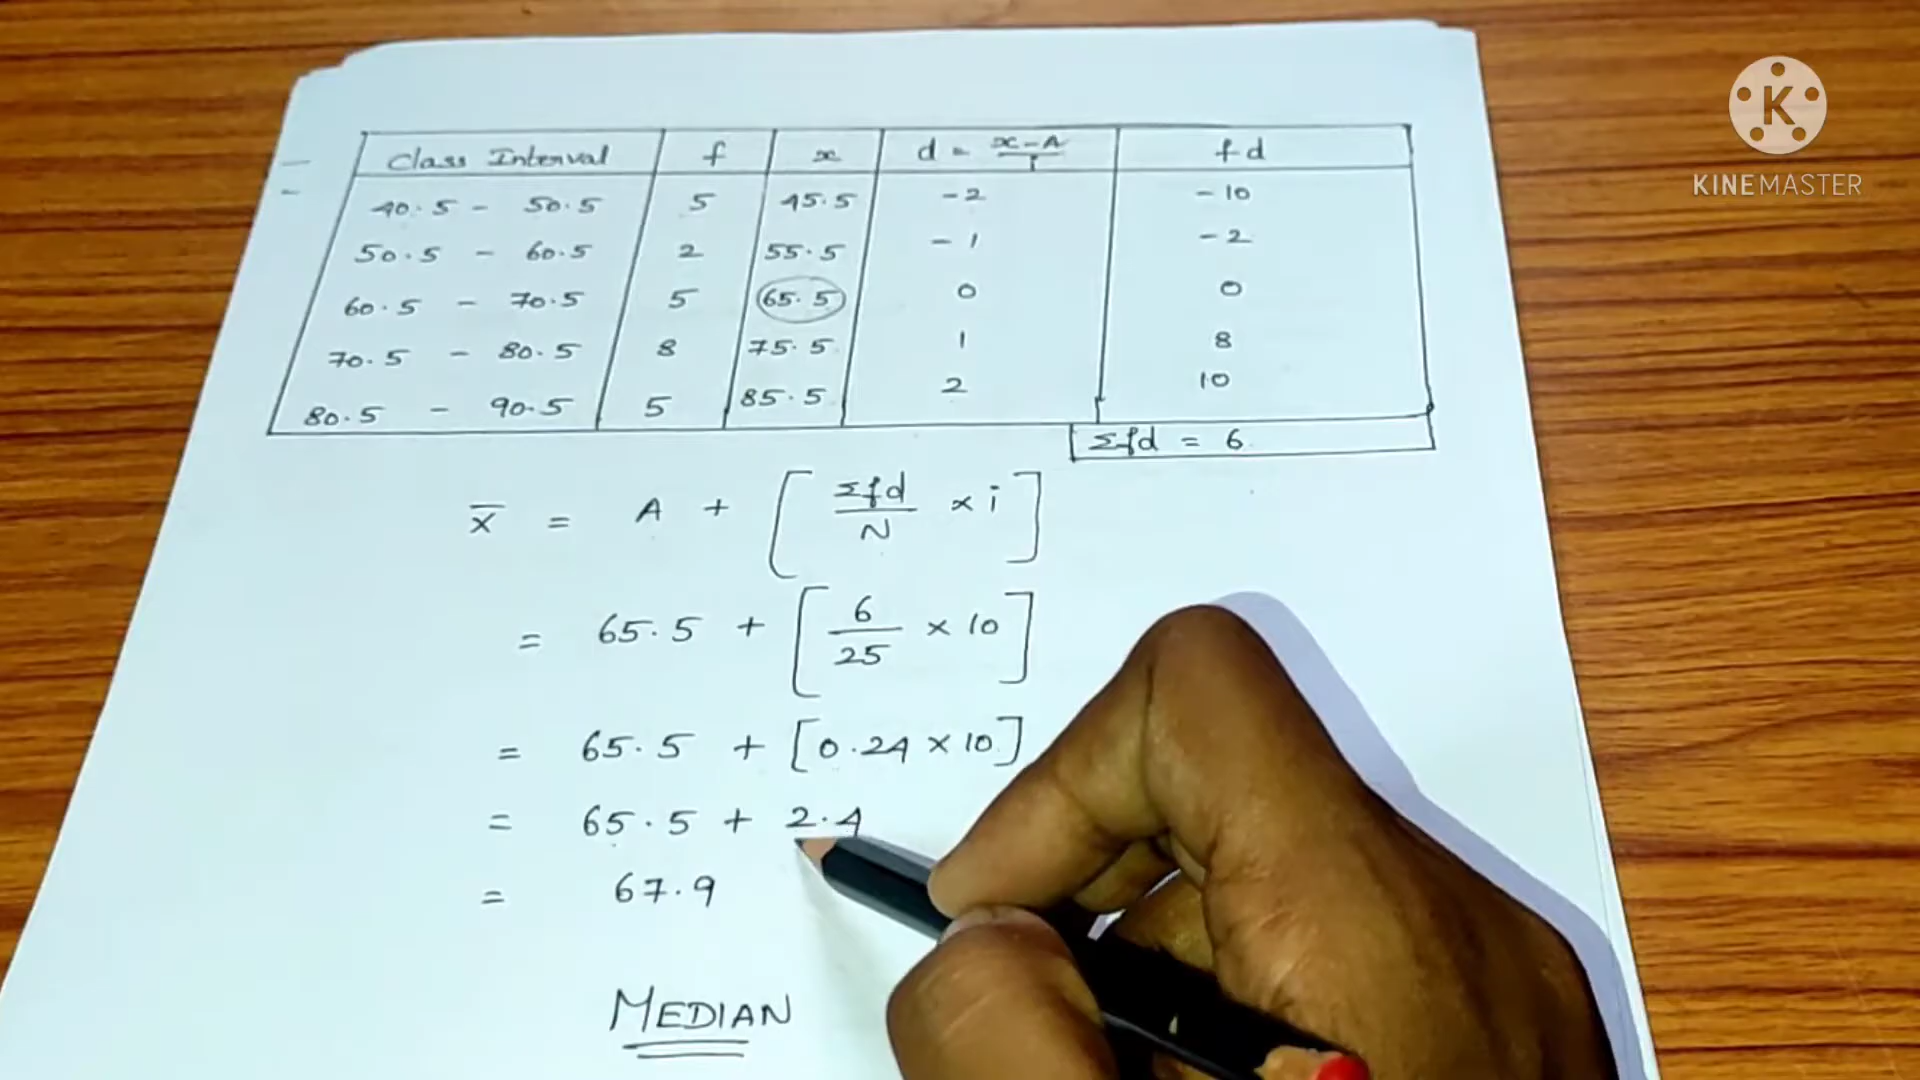 Class Interval f x d = x-A/i fd
40.5 - 50.5 5 45.5 -2 -10
50.5 - 60.5 2 55.5 -1 -2
60.5 - 70.5 5 65.5 0 0
70.5 - 80.5 8 75.5 1 8
80.5 - 90.5 5 85.5 2 10
Σfd = 6
x̅ = A + [Σfd/N × i]
= 65.5 + [6/25 × 10]
= 65.5 + [0.24 × 10]
= 65.5 + 2.4
= 67.9
MEDIAN
K
KINEMASTER